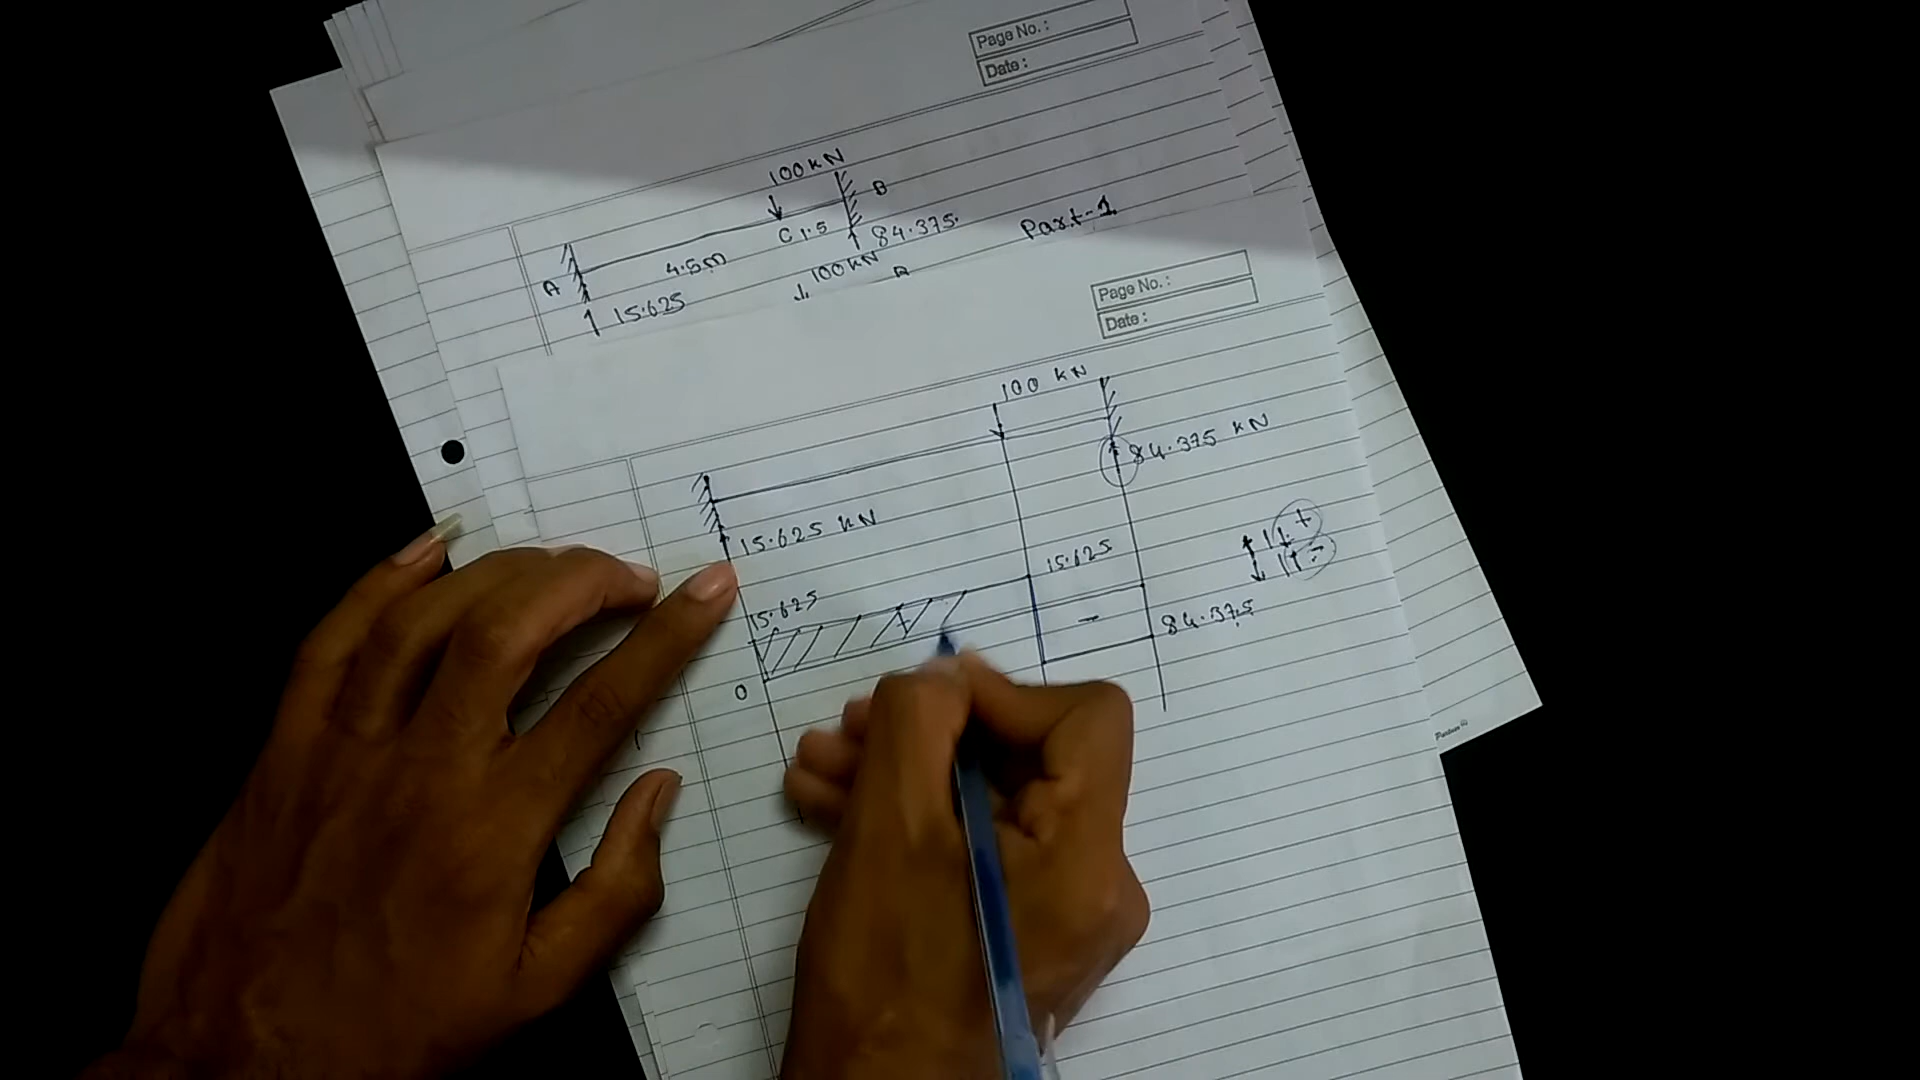 Page No. :
Date :
100 kN
B
C 1.5
84.375.
Part-1
4.5m
A
100 kN
B
15.625
Page No. :
Date :
100 kN
84.375 kN
15.625 kN
15.625
+
-
15.625
+
-
84.375
0